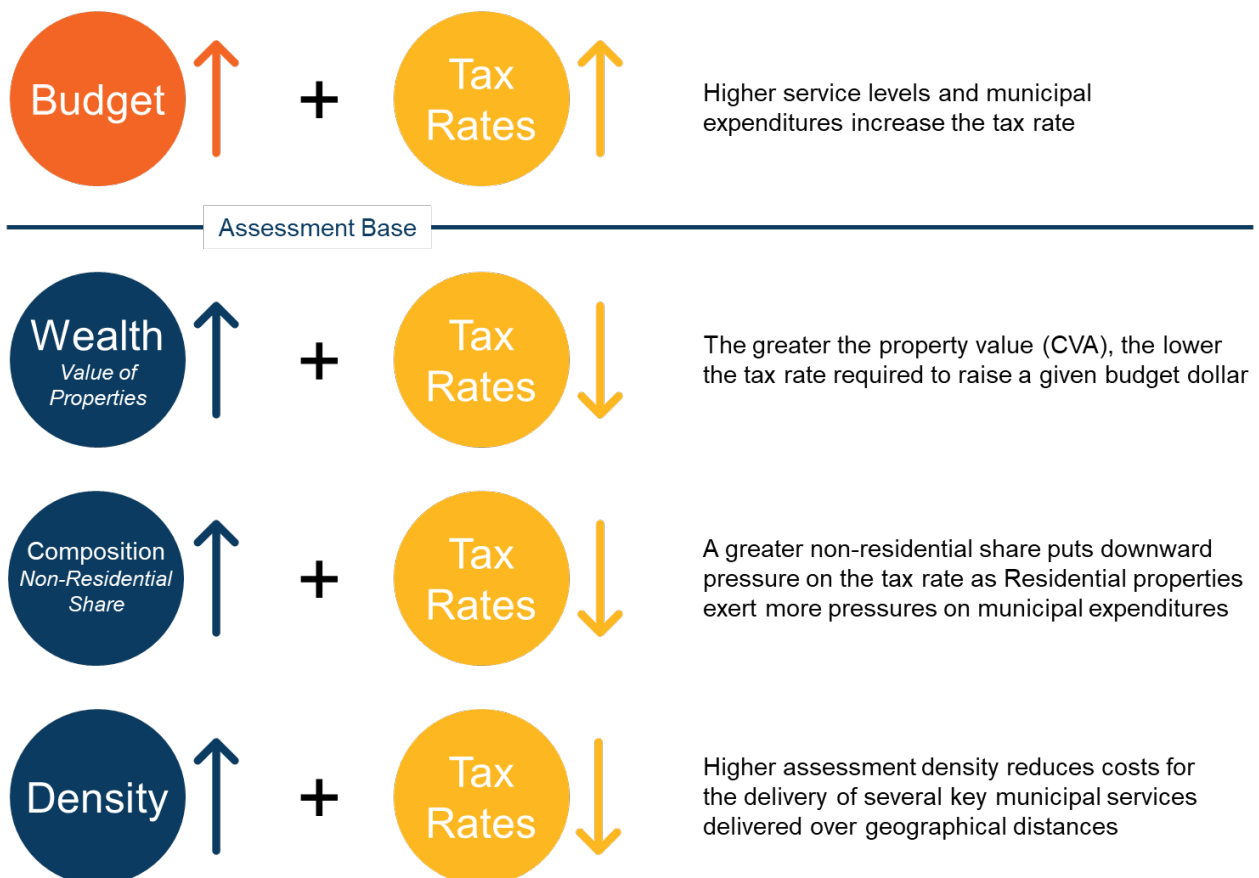 Budget
+
Tax
Rates
Higher service levels and municipal
expenditures increase the tax rate
Assessment Base
Wealth
Value of
Properties
+
Tax
Rates
The greater the property value (CVA), the lower
the tax rate required to raise a given budget dollar
Composition
Non-Residential
Share
+
Tax
Rates
A greater non-residential share puts downward
pressure on the tax rate as Residential properties
exert more pressures on municipal expenditures
Density
+
Tax
Rates
Higher assessment density reduces costs for
the delivery of several key municipal services
delivered over geographical distances